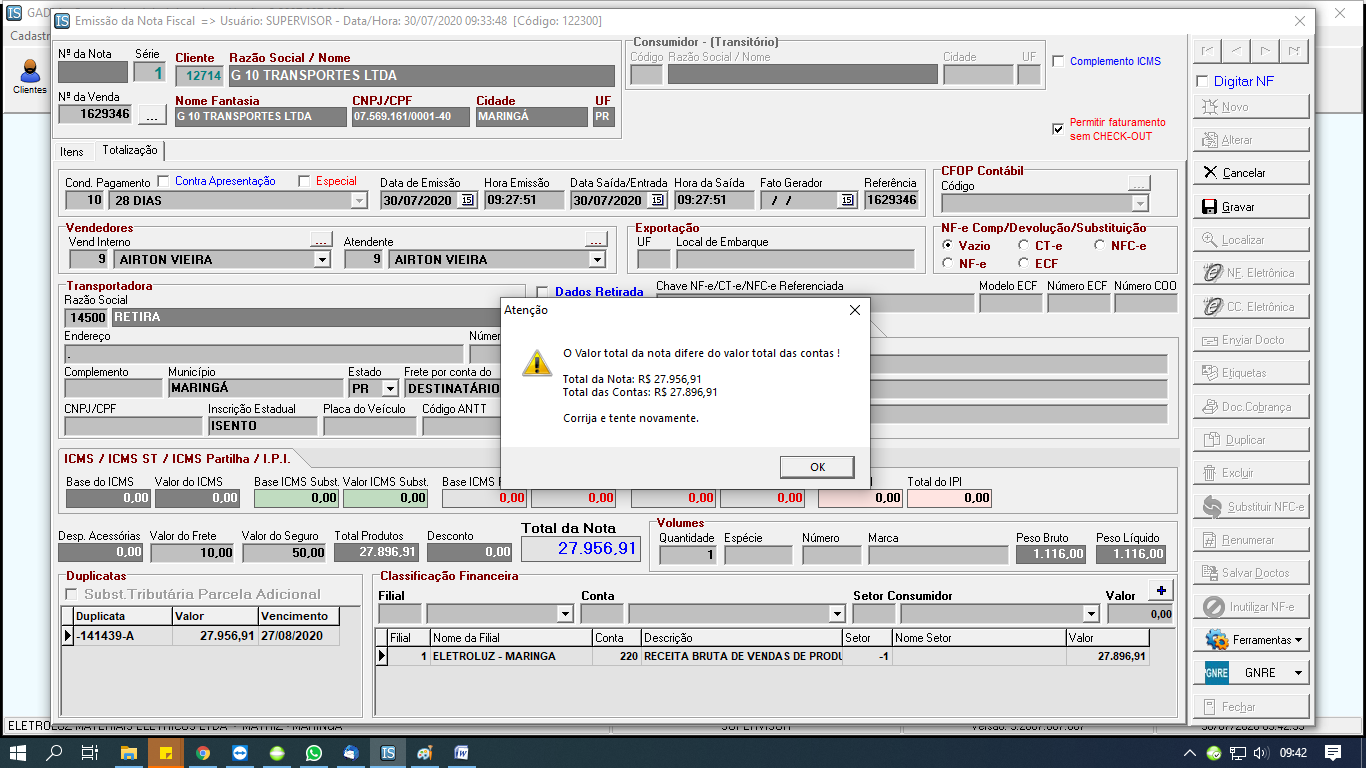 GAD
Emissão da Nota Fiscal => Usuário: SUPERVISOR - Data/Hora: 30/07/2020 09:33:48 [Código: 122300]
Cadastr
Clientes
Nº da Nota
Série
1
Cliente
Razão Social / Nome
12714
G 10 TRANSPORTES LTDA
Nº da Venda
1629346
...
Nome Fantasia
CNPJ/CPF
Cidade
UF
G 10 TRANSPORTES LTDA
07.569.161/0001-40
MARINGÁ
PR
Consumidor - (Transitório)
Código Razão Social / Nome
Cidade
UF
Complemento ICMS
Permitir faturamento
sem CHECK-OUT
Itens
Totalização
Cond. Pagamento
Contra Apresentação
Especial
10
28 DIAS
Data de Emissão
Hora Emissão
Data Saída/Entrada
Hora da Saída
Fato Gerador
Referência
30/07/2020
15
09:27:51
30/07/2020
15
09:27:51
/ /
15
1629346
CFOP Contábil
Código
...
Vendedores
Vend Interno
...
Atendente
...
9
AIRTON VIEIRA
9
AIRTON VIEIRA
Exportação
UF
Local de Embarque
NF-e Comp/Devolução/Substituição
Vazio
CT-e
NFC-e
NF-e
ECF
Transportadora
Razão Social
14500
RETIRA
Dados Retirada
Chave NF-e/CT-e/NFC-e Referenciada
Modelo ECF
Número ECF
Número COO
Endereço
Núme
.
Complemento
Município
Estado
Frete por conta do
MARINGÁ
PR
DESTINATÁRIO
CNPJ/CPF
Inscrição Estadual
Placa do Veículo
Código ANTT
ISENTO
Atenção
O Valor total da nota difere do valor total das contas !
Total da Nota: R$ 27.956,91
Total das Contas: R$ 27.896,91
Corrija e tente novamente.
OK
ICMS / ICMS ST / ICMS Partilha / I.P.I.
Base do ICMS
Valor do ICMS
Base ICMS Subst.
Valor ICMS Subst.
Base ICMS
Total do IPI
0,00
0,00
0,00
0,00
0,00
0,00
0,00
0,00
0,00
0,00
Desp. Acessórias
Valor do Frete
Valor do Seguro
Total Produtos
Desconto
Total da Nota
0,00
10,00
50,00
27.896,91
0,00
27.956,91
Volumes
Quantidade
Espécie
Número
Marca
Peso Bruto
Peso Líquido
1
1.116,00
1.116,00
Duplicatas
Subst.Tributária Parcela Adicional
Duplicata
Valor
Vencimento
-141439-A
27.956,91
27/08/2020
Classificação Financeira
Filial
Conta
Setor Consumidor
Valor
+
0,00
Filial
Nome da Filial
Conta
Descrição
Setor
Nome Setor
Valor
1
ELETROLUZ - MARINGA
220
RECEITA BRUTA DE VENDAS DE PRODU
-1
27.896,91
Digitar NF
Novo
Alterar
Cancelar
Gravar
Localizar
NF. Eletrônica
CC. Eletrônica
Enviar Docto
Etiquetas
Doc.Cobrança
Duplicar
Excluir
Substituir NFC-e
Renumerar
Salvar Doctos
Inutilizar NF-e
Ferramentas
GNRE
GNRE
Fechar
09:42